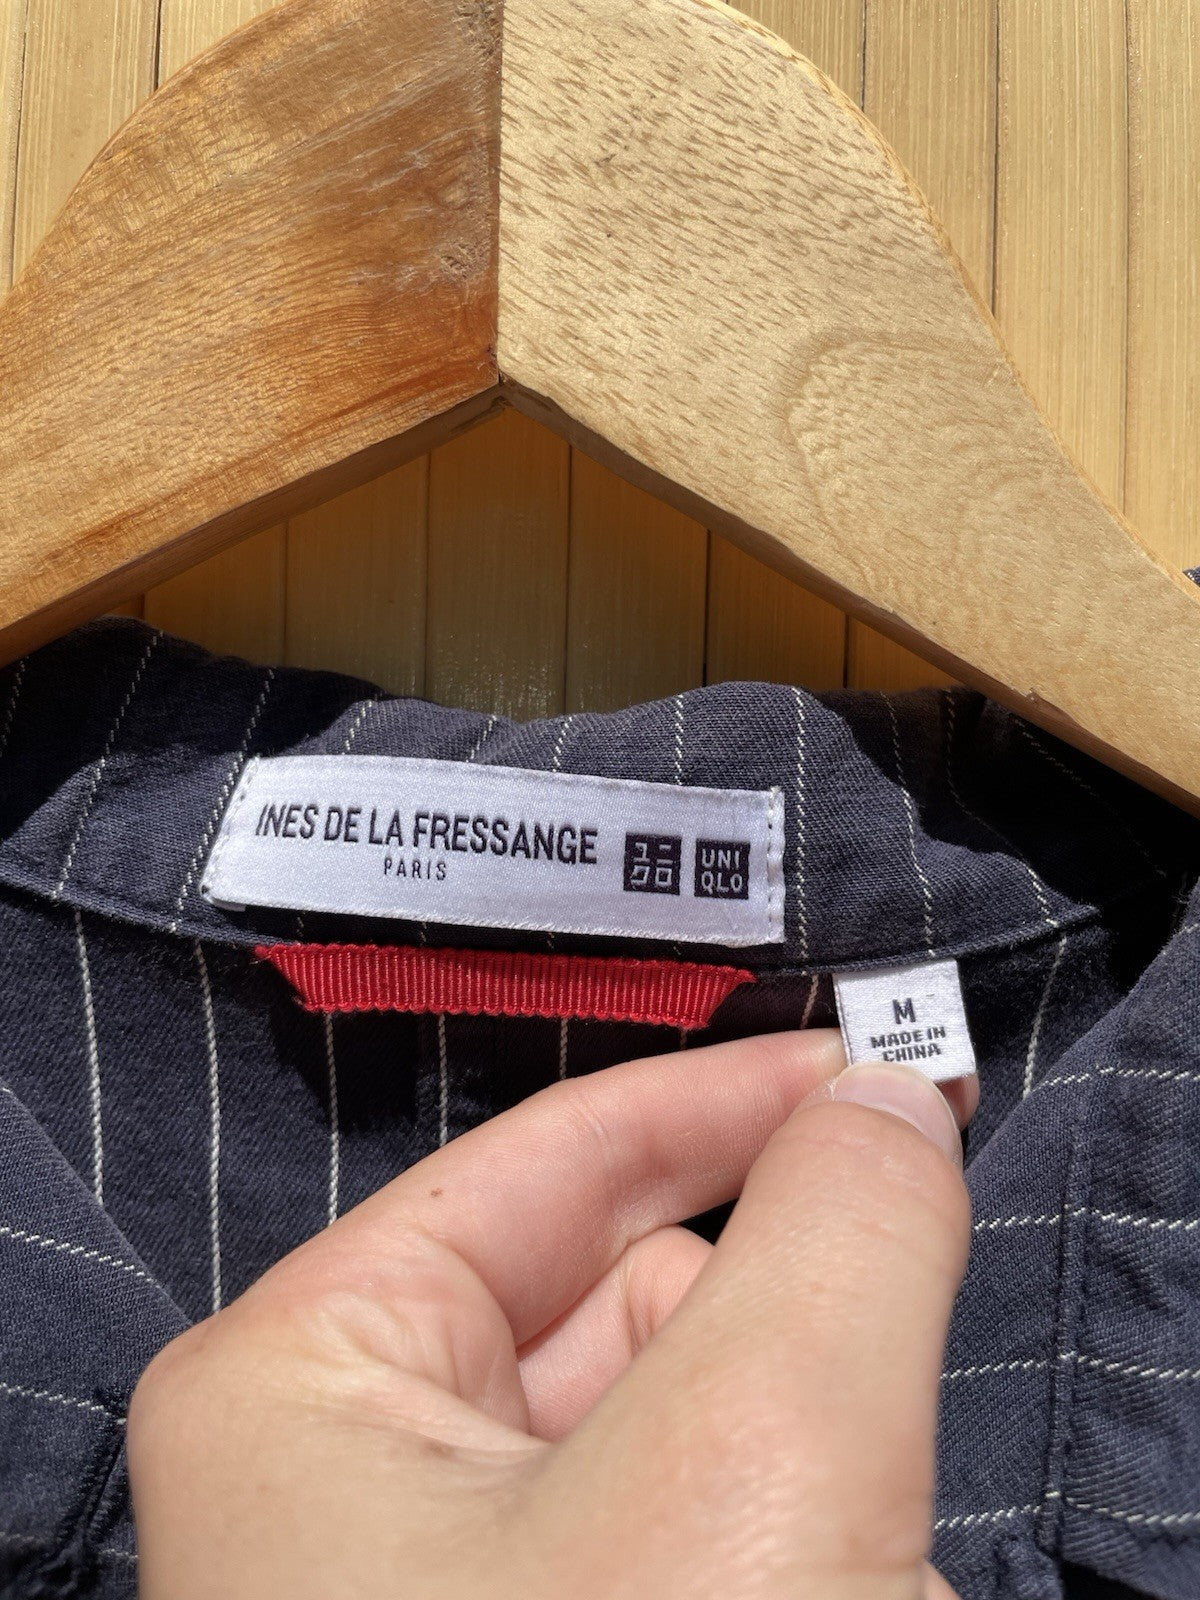 INES DE LA FRESSANGE
PARIS
ユニ
クロ
UNI
QLO
M
MADE IN
CHINA